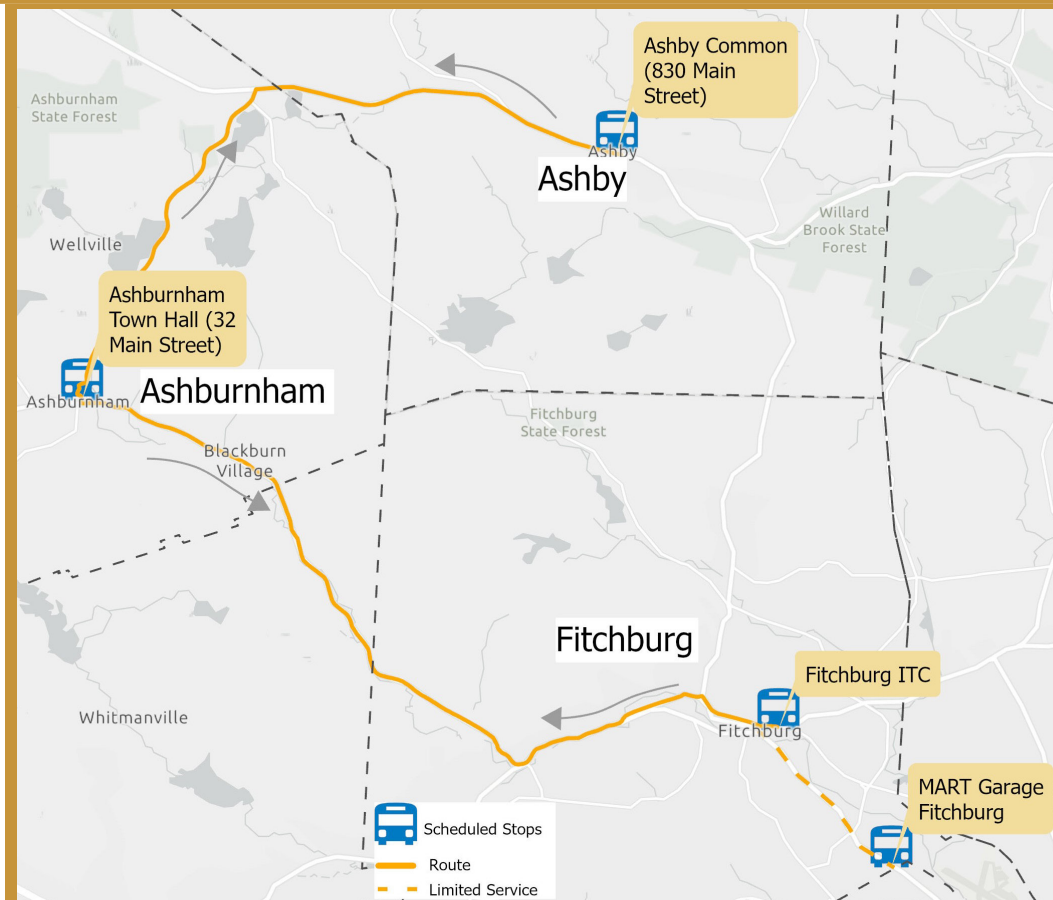 Ashby Common
(830 Main
Street)
Ashburnham
State Forest
Ashby
Ashby
Willard
Brook State
Forest
Wellville
Ashburnham
Town Hall (32
Main Street)
Ashburnham
Ashburnham
Fitchburg
State Forest
Blackburn
Village
Fitchburg
Fitchburg ITC
Whitmanville
Fitchburg
MART Garage
Fitchburg
Scheduled Stops
Route
Limited Service